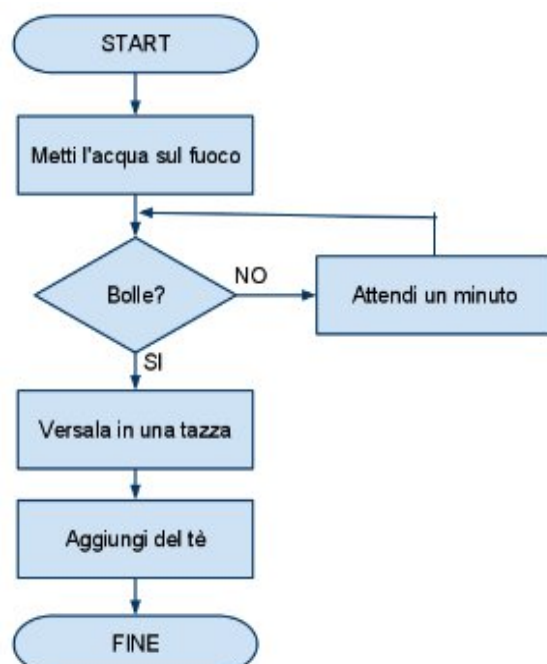 START
Metti l'acqua sul fuoco
Bolle?
NO
Attendi un minuto
SI
Versala in una tazza
Aggiungi del tè
FINE